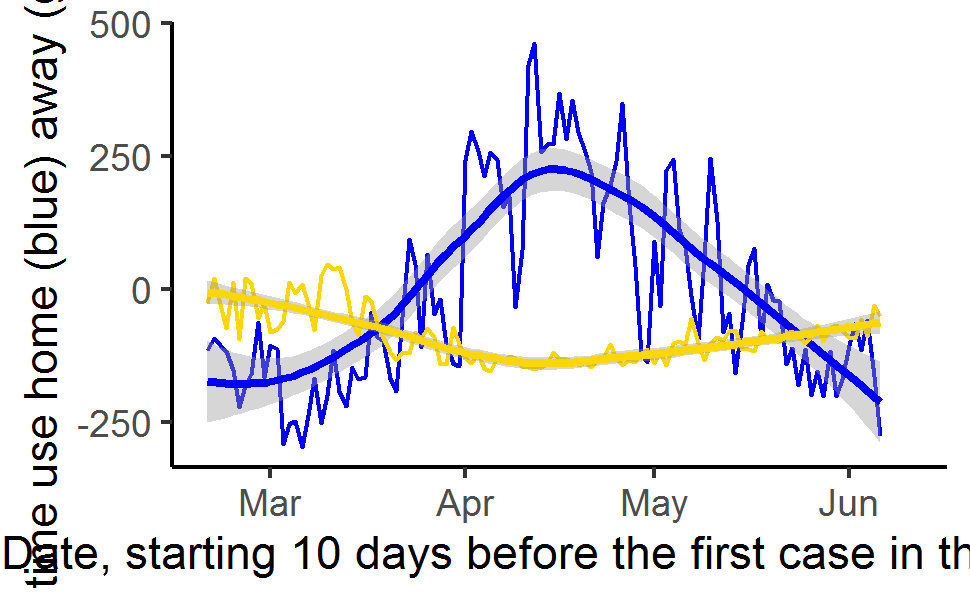 time use home (blue) away (
500
250
0
-250
Mar Apr May Jun
Date, starting 10 days before the first case in th